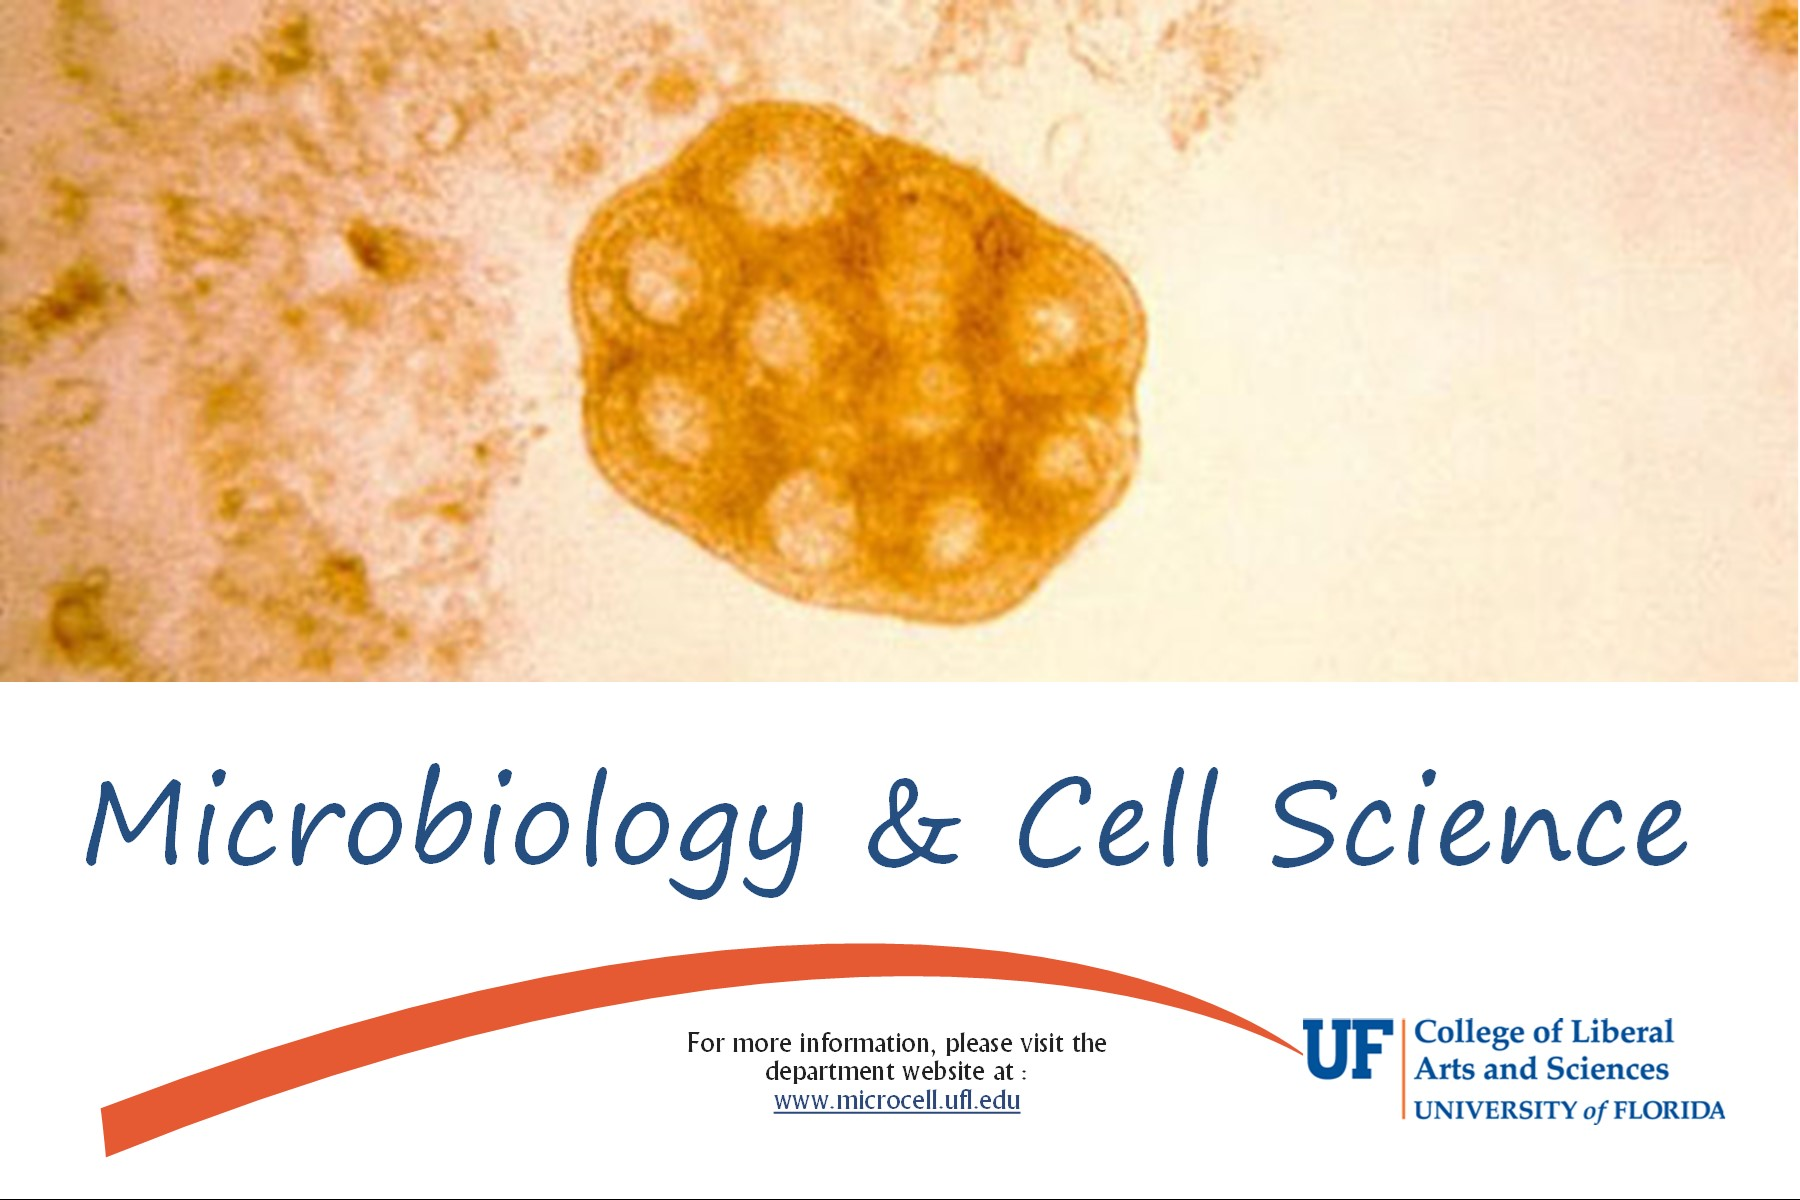 Microbiology & Cell Science
For more information, please visit the
department website at :
www.microcell.ufl.edu
UF
College of Liberal
Arts and Sciences
UNIVERSITY of FLORIDA